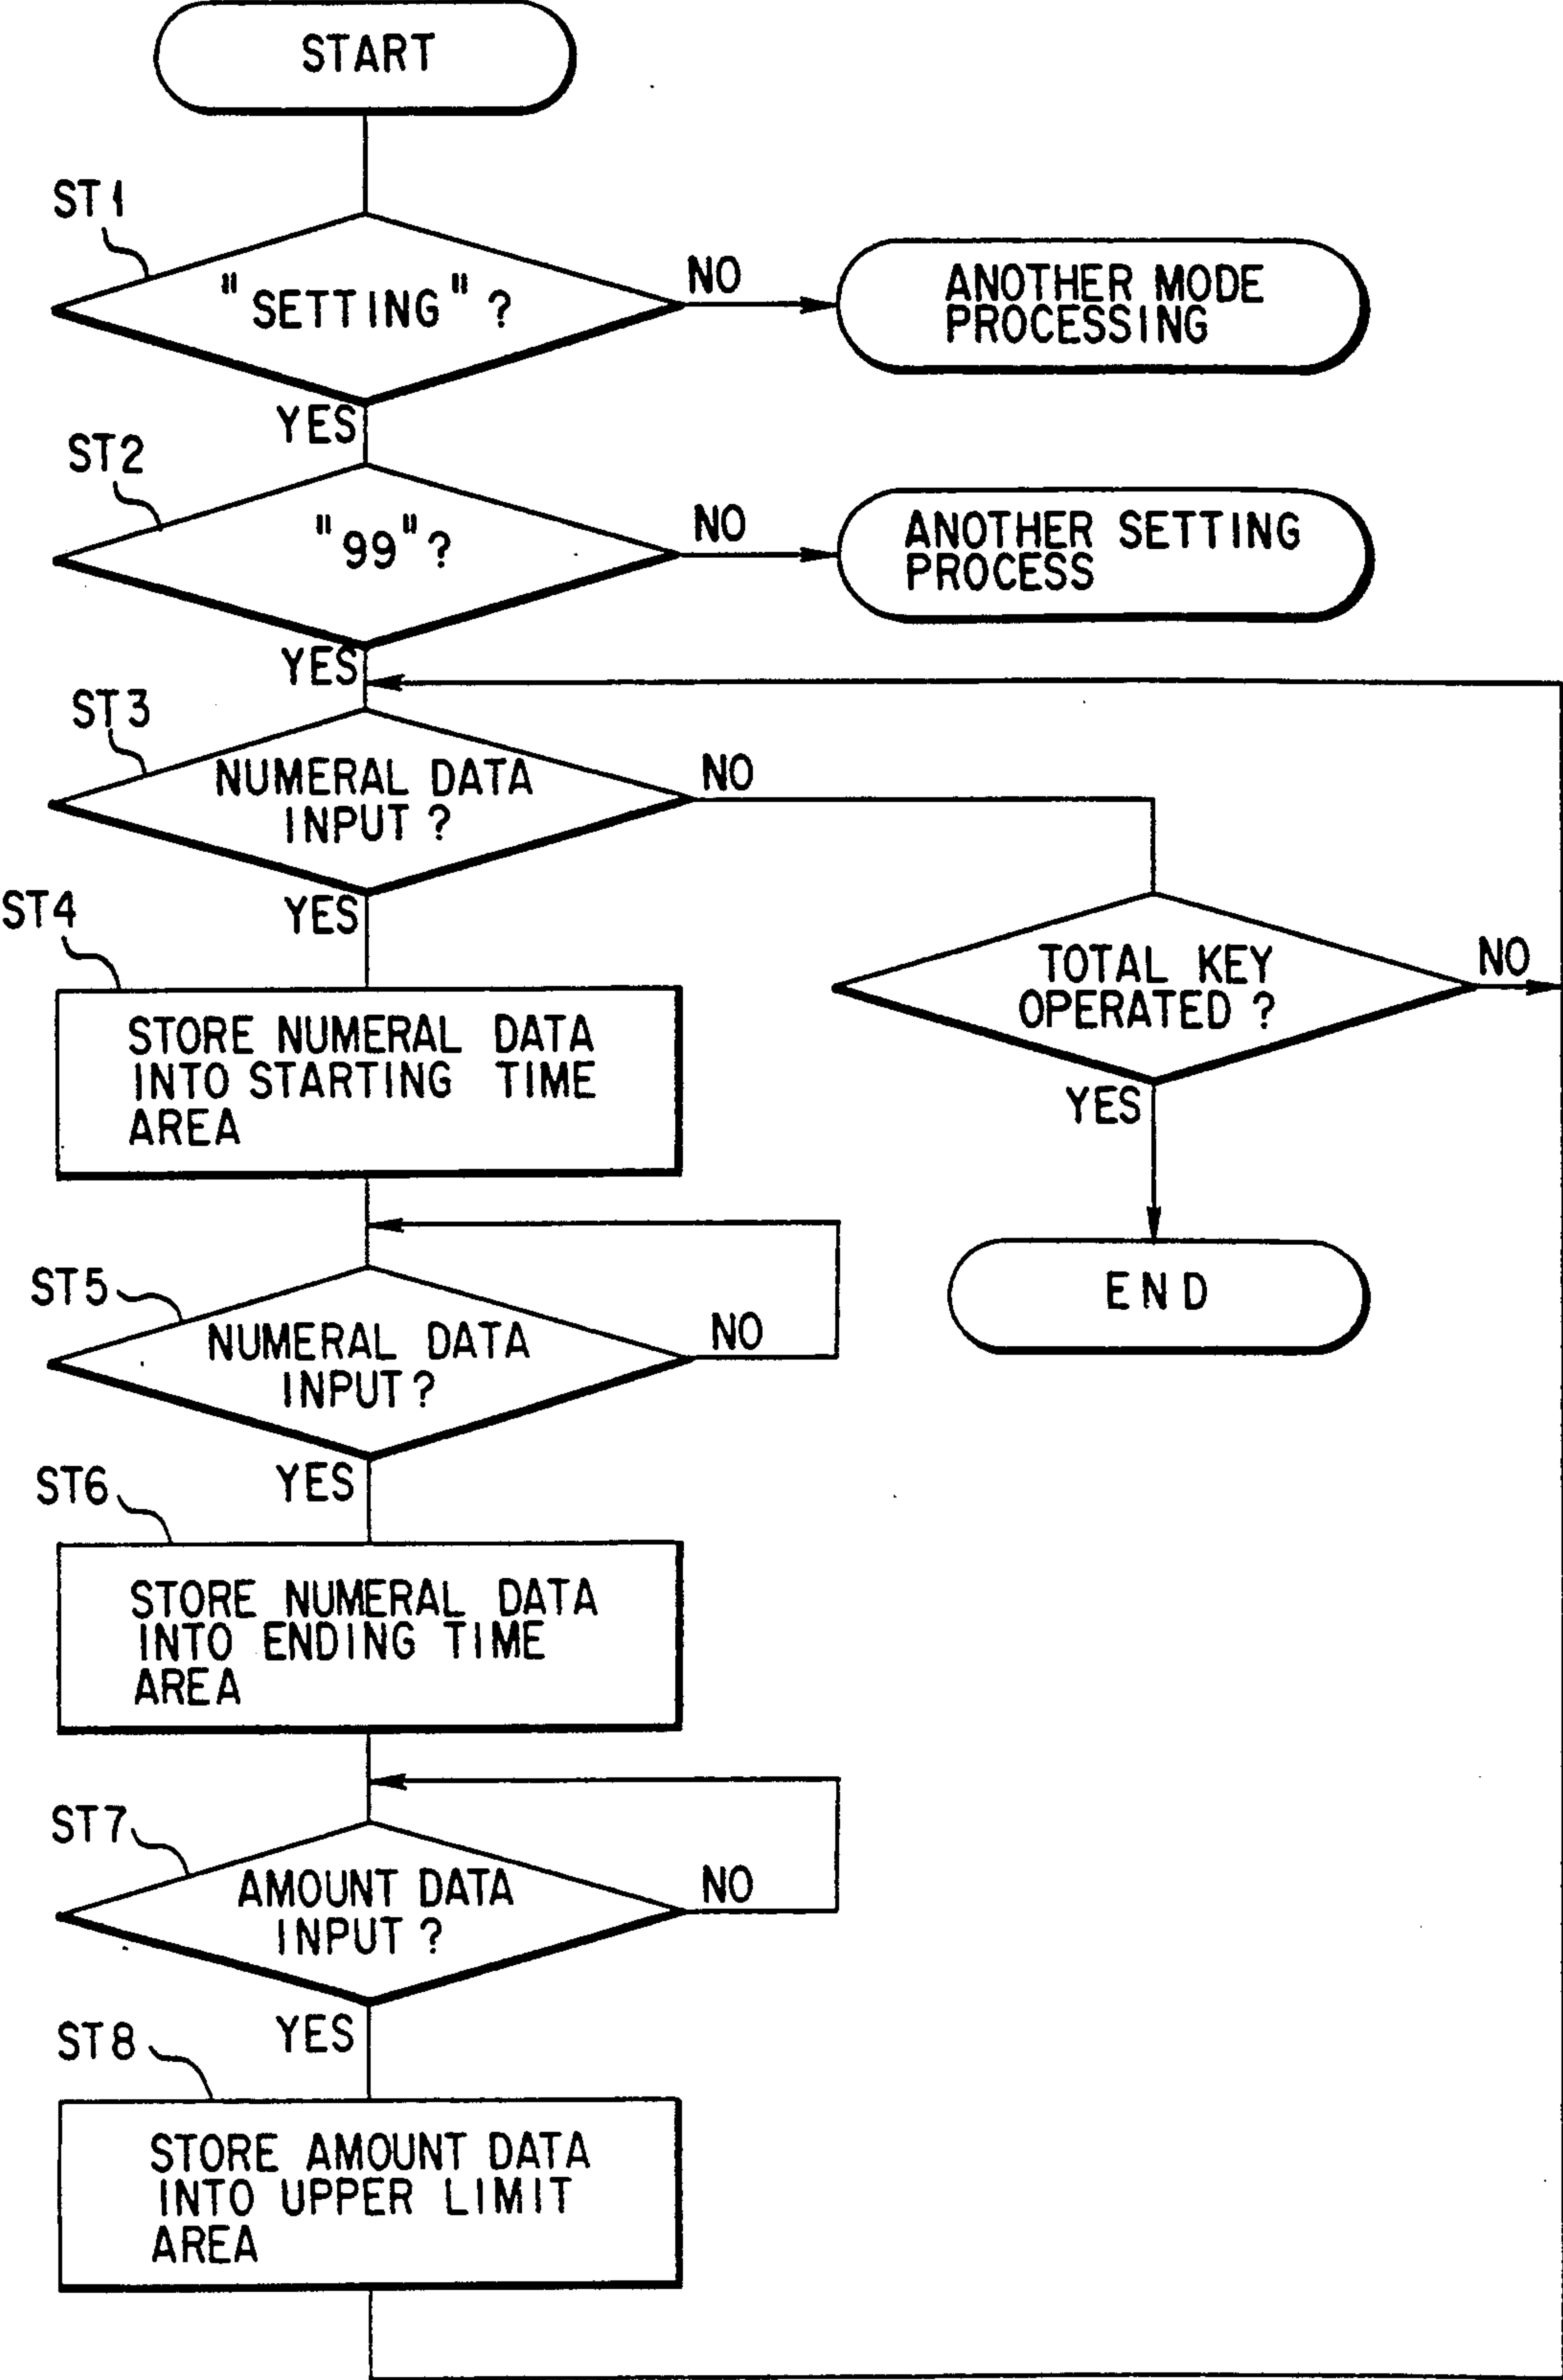 START
ST1
"SETTING" ?
NO
ANOTHER MODE
PROCESSING
YES
ST2
"99"?
NO
ANOTHER SETTING
PROCESS
YES
ST3
NUMERAL DATA
INPUT ?
NO
YES
TOTAL KEY
OPERATED ?
NO
YES
END
ST4
STORE NUMERAL DATA
INTO STARTING TIME
AREA
ST5
NUMERAL DATA
INPUT ?
NO
YES
ST6
STORE NUMERAL DATA
INTO ENDING TIME
AREA
ST7
AMOUNT DATA
INPUT ?
NO
YES
ST8
STORE AMOUNT DATA
INTO UPPER LIMIT
AREA